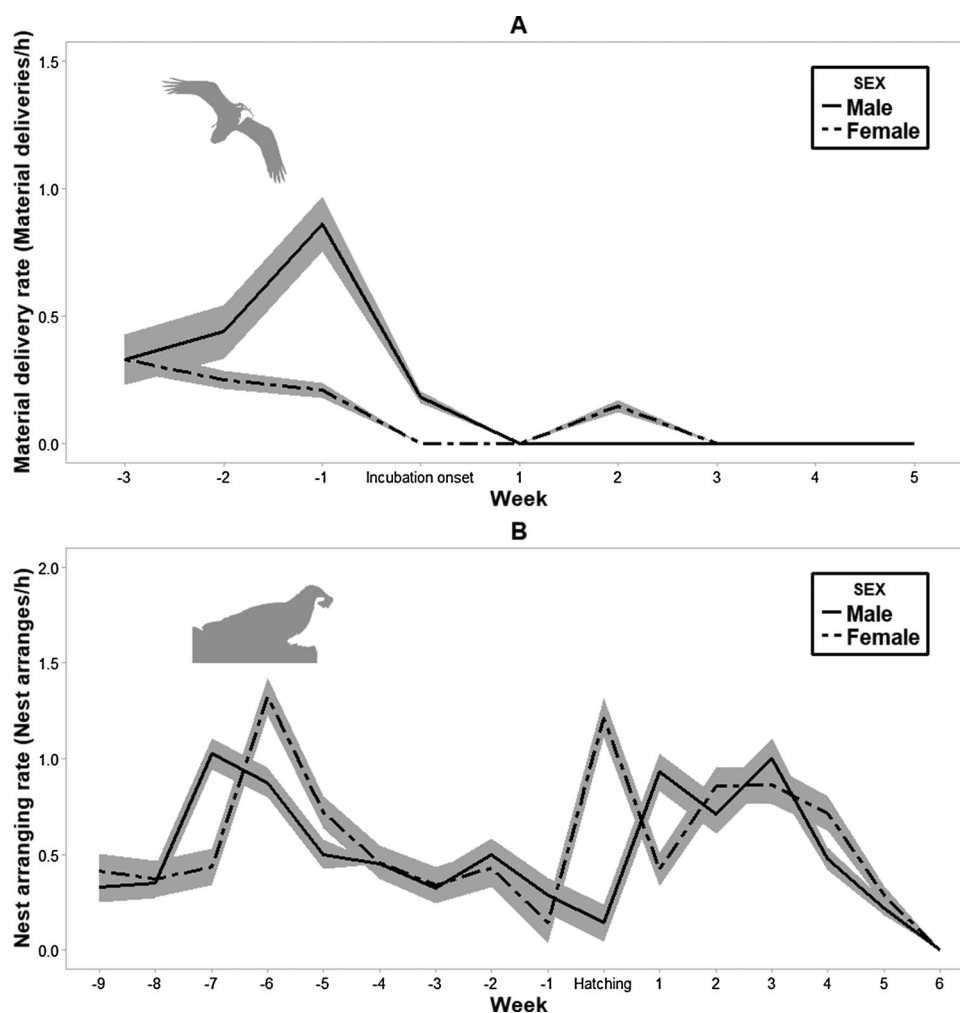 A
Material delivery rate (Material deliveries/h)
1.5
1.0
0.5
0.0
SEX
Male
Female
-3 -2 -1 Incubation onset 1 2 3 4 5
Week
B
Nest arranging rate (Nest arranges/h)
2.0
1.5
1.0
0.5
0.0
SEX
Male
Female
-9 -8 -7 -6 -5 -4 -3 -2 -1 Hatching 1 2 3 4 5 6
Week